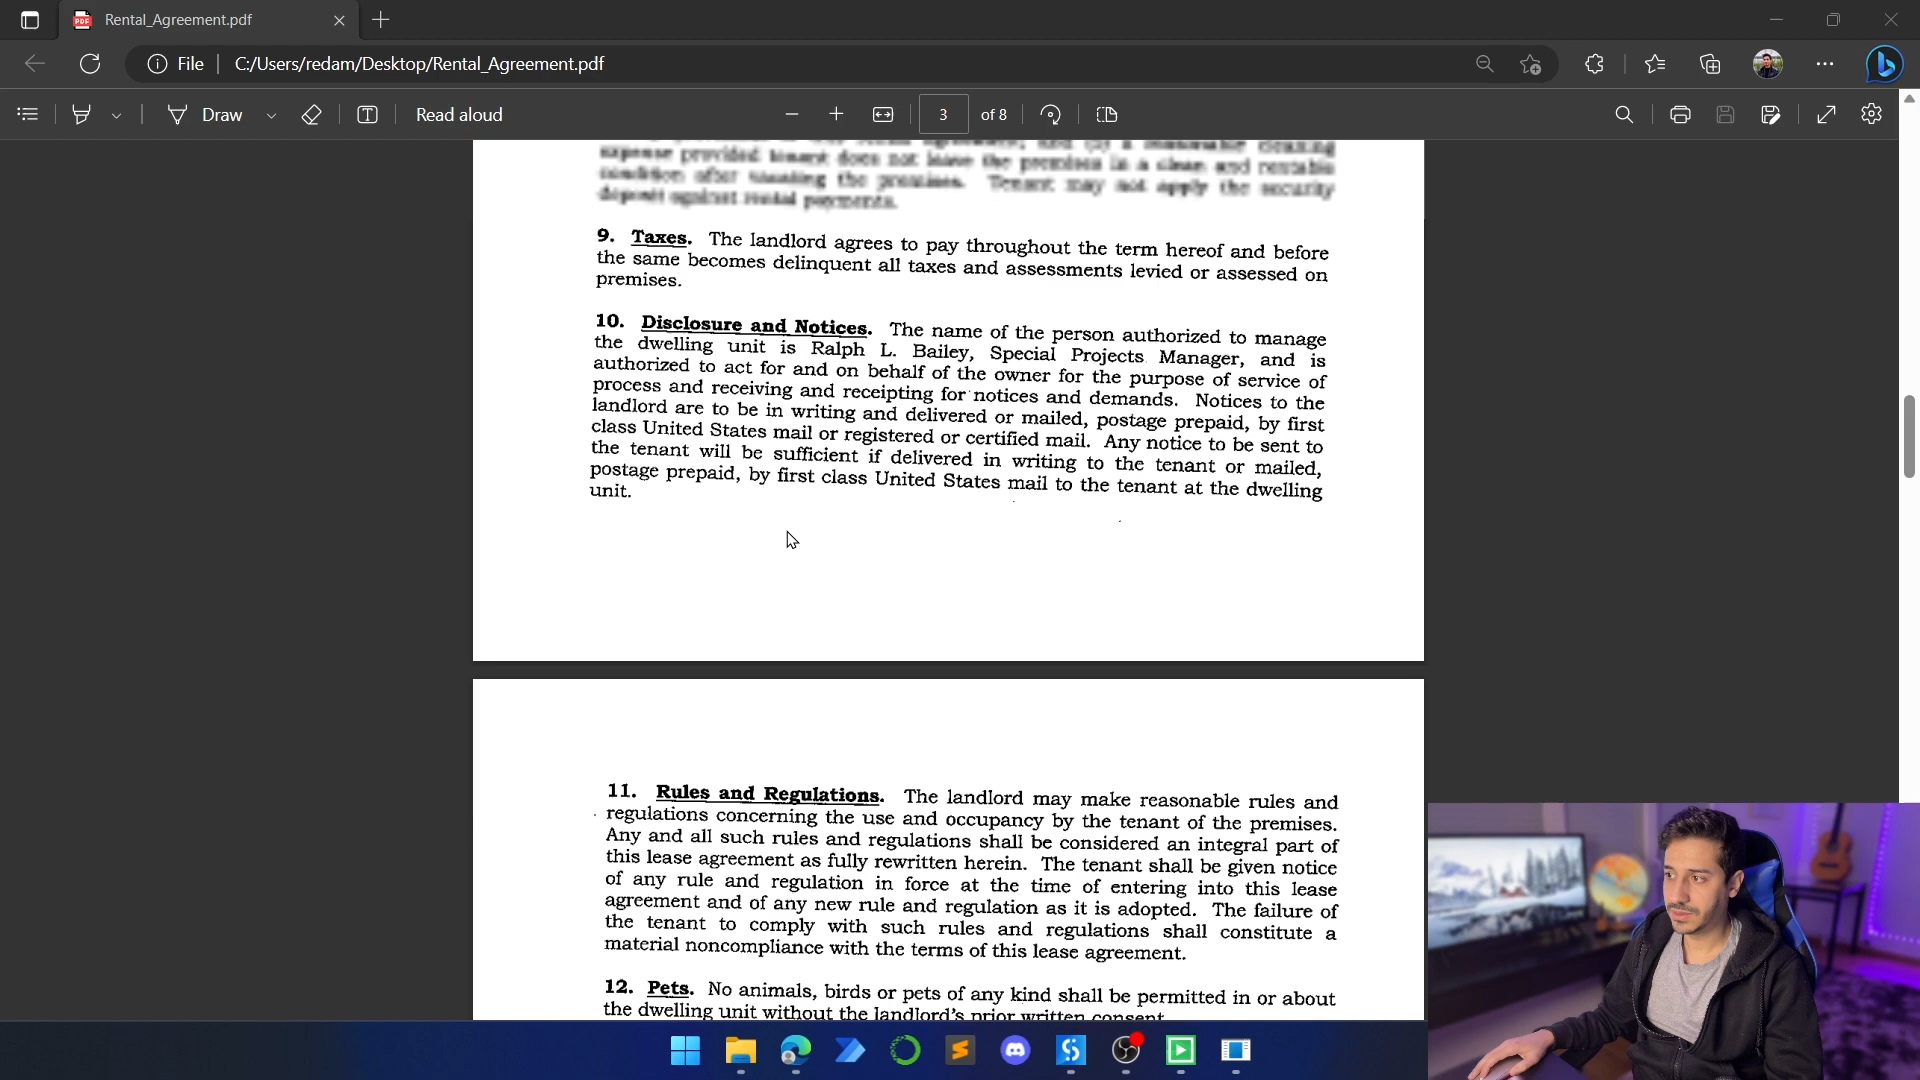 Rental_Agreement.pdf
File
C:/Users/redam/Desktop/Rental_Agreement.pdf
Draw
Read aloud
3
of 8
expense provided tenant does not leave the premises in a clean and rentable
condition after vacating the premises. Tenant may not apply the security
deposit against rental payments.
9. Taxes. The landlord agrees to pay throughout the term hereof and before
the same becomes delinquent all taxes and assessments levied or assessed on
premises.
10. Disclosure and Notices. The name of the person authorized to manage
the dwelling unit is Ralph L. Bailey, Special Projects Manager, and is
authorized to act for and on behalf of the owner for the purpose of service of
process and receiving and receipting for notices and demands. Notices to the
landlord are to be in writing and delivered or mailed, postage prepaid, by first
class United States mail or registered or certified mail. Any notice to be sent to
the tenant will be sufficient if delivered in writing to the tenant or mailed,
postage prepaid, by first class United States mail to the tenant at the dwelling
unit.
11. Rules and Regulations. The landlord may make reasonable rules and
regulations concerning the use and occupancy by the tenant of the premises.
Any and all such rules and regulations shall be considered an integral part of
this lease agreement as fully rewritten herein. The tenant shall be given notice
of any rule and regulation in force at the time of entering into this lease
agreement and of any new rule and regulation as it is adopted. The failure of
the tenant to comply with such rules and regulations shall constitute a
material noncompliance with the terms of this lease agreement.
12. Pets. No animals, birds or pets of any kind shall be permitted in or about
the dwelling unit without the landlord's prior written consent